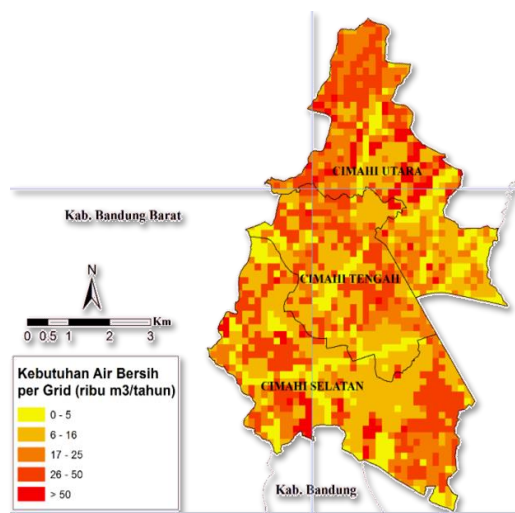 CIMAHI UTARA
Kab. Bandung Barat
N
CIMAHI TENGAH
Km
0 0.5 1 2 3
Kebutuhan Air Bersih
per Grid (ribu m3/tahun)
0 - 5
6 - 16
17 - 25
26 - 50
> 50
CIMAHI SELATAN
Kab. Bandung